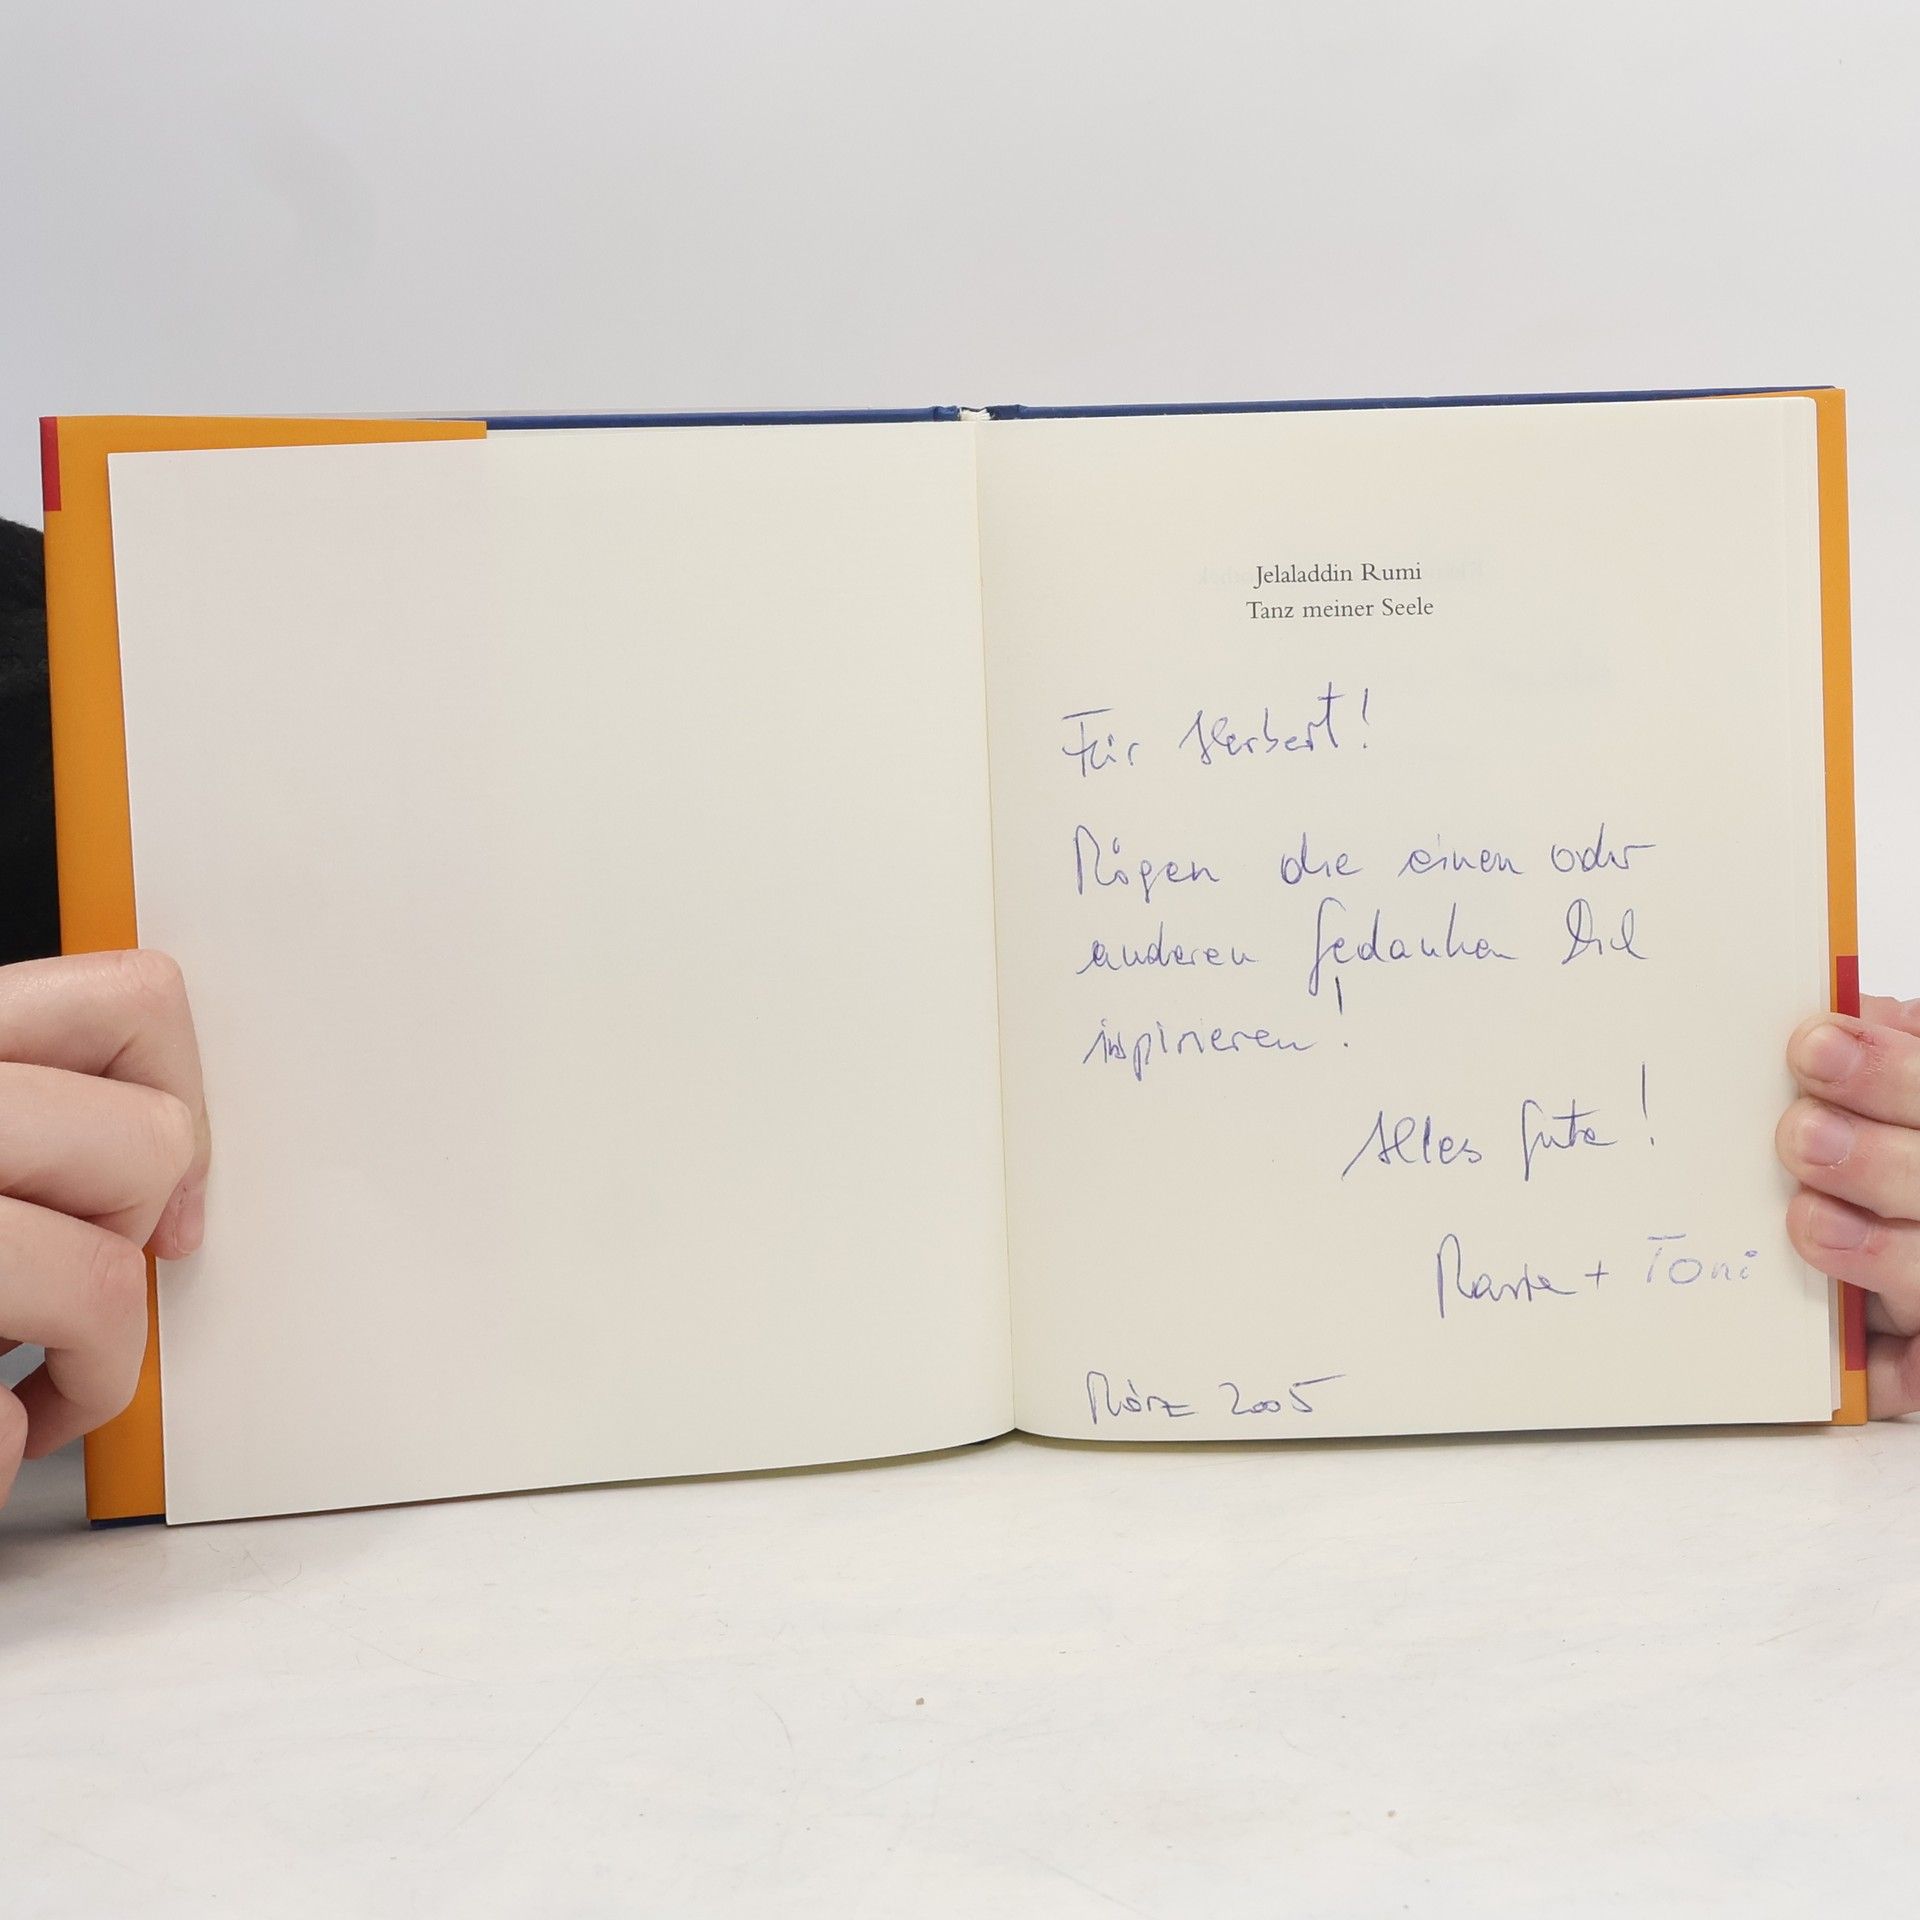 Jelaladdin Rumi
Tanz meiner Seele
Für Herbert!
Mögen die einen oder
anderen Gedanken Dich
inspirieren!
Alles Gute!
Maria + Toni
März 2005